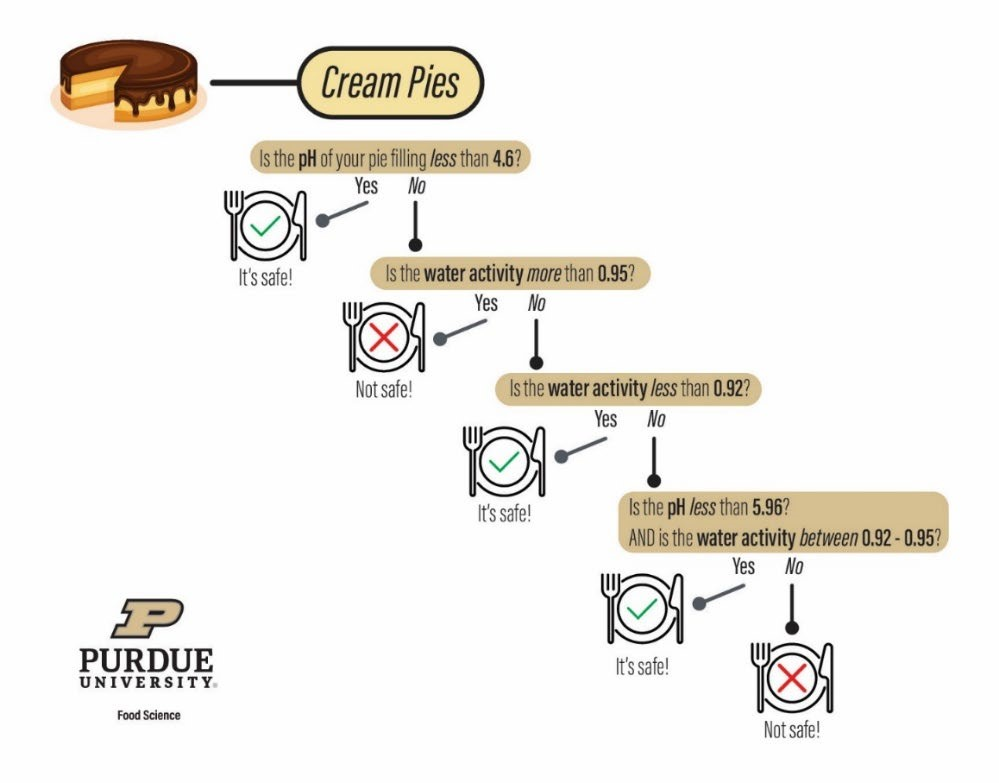 Cream Pies
Is the pH of your pie filling less than 4.6?
Yes No
It's safe!
Is the water activity more than 0.95?
Yes No
Not safe!
Is the water activity less than 0.92?
Yes No
It's safe!
Is the pH less than 5.96?
AND is the water activity between 0.92 - 0.95?
Yes No
It's safe!
Not safe!
P
PURDUE
UNIVERSITY®
Food Science